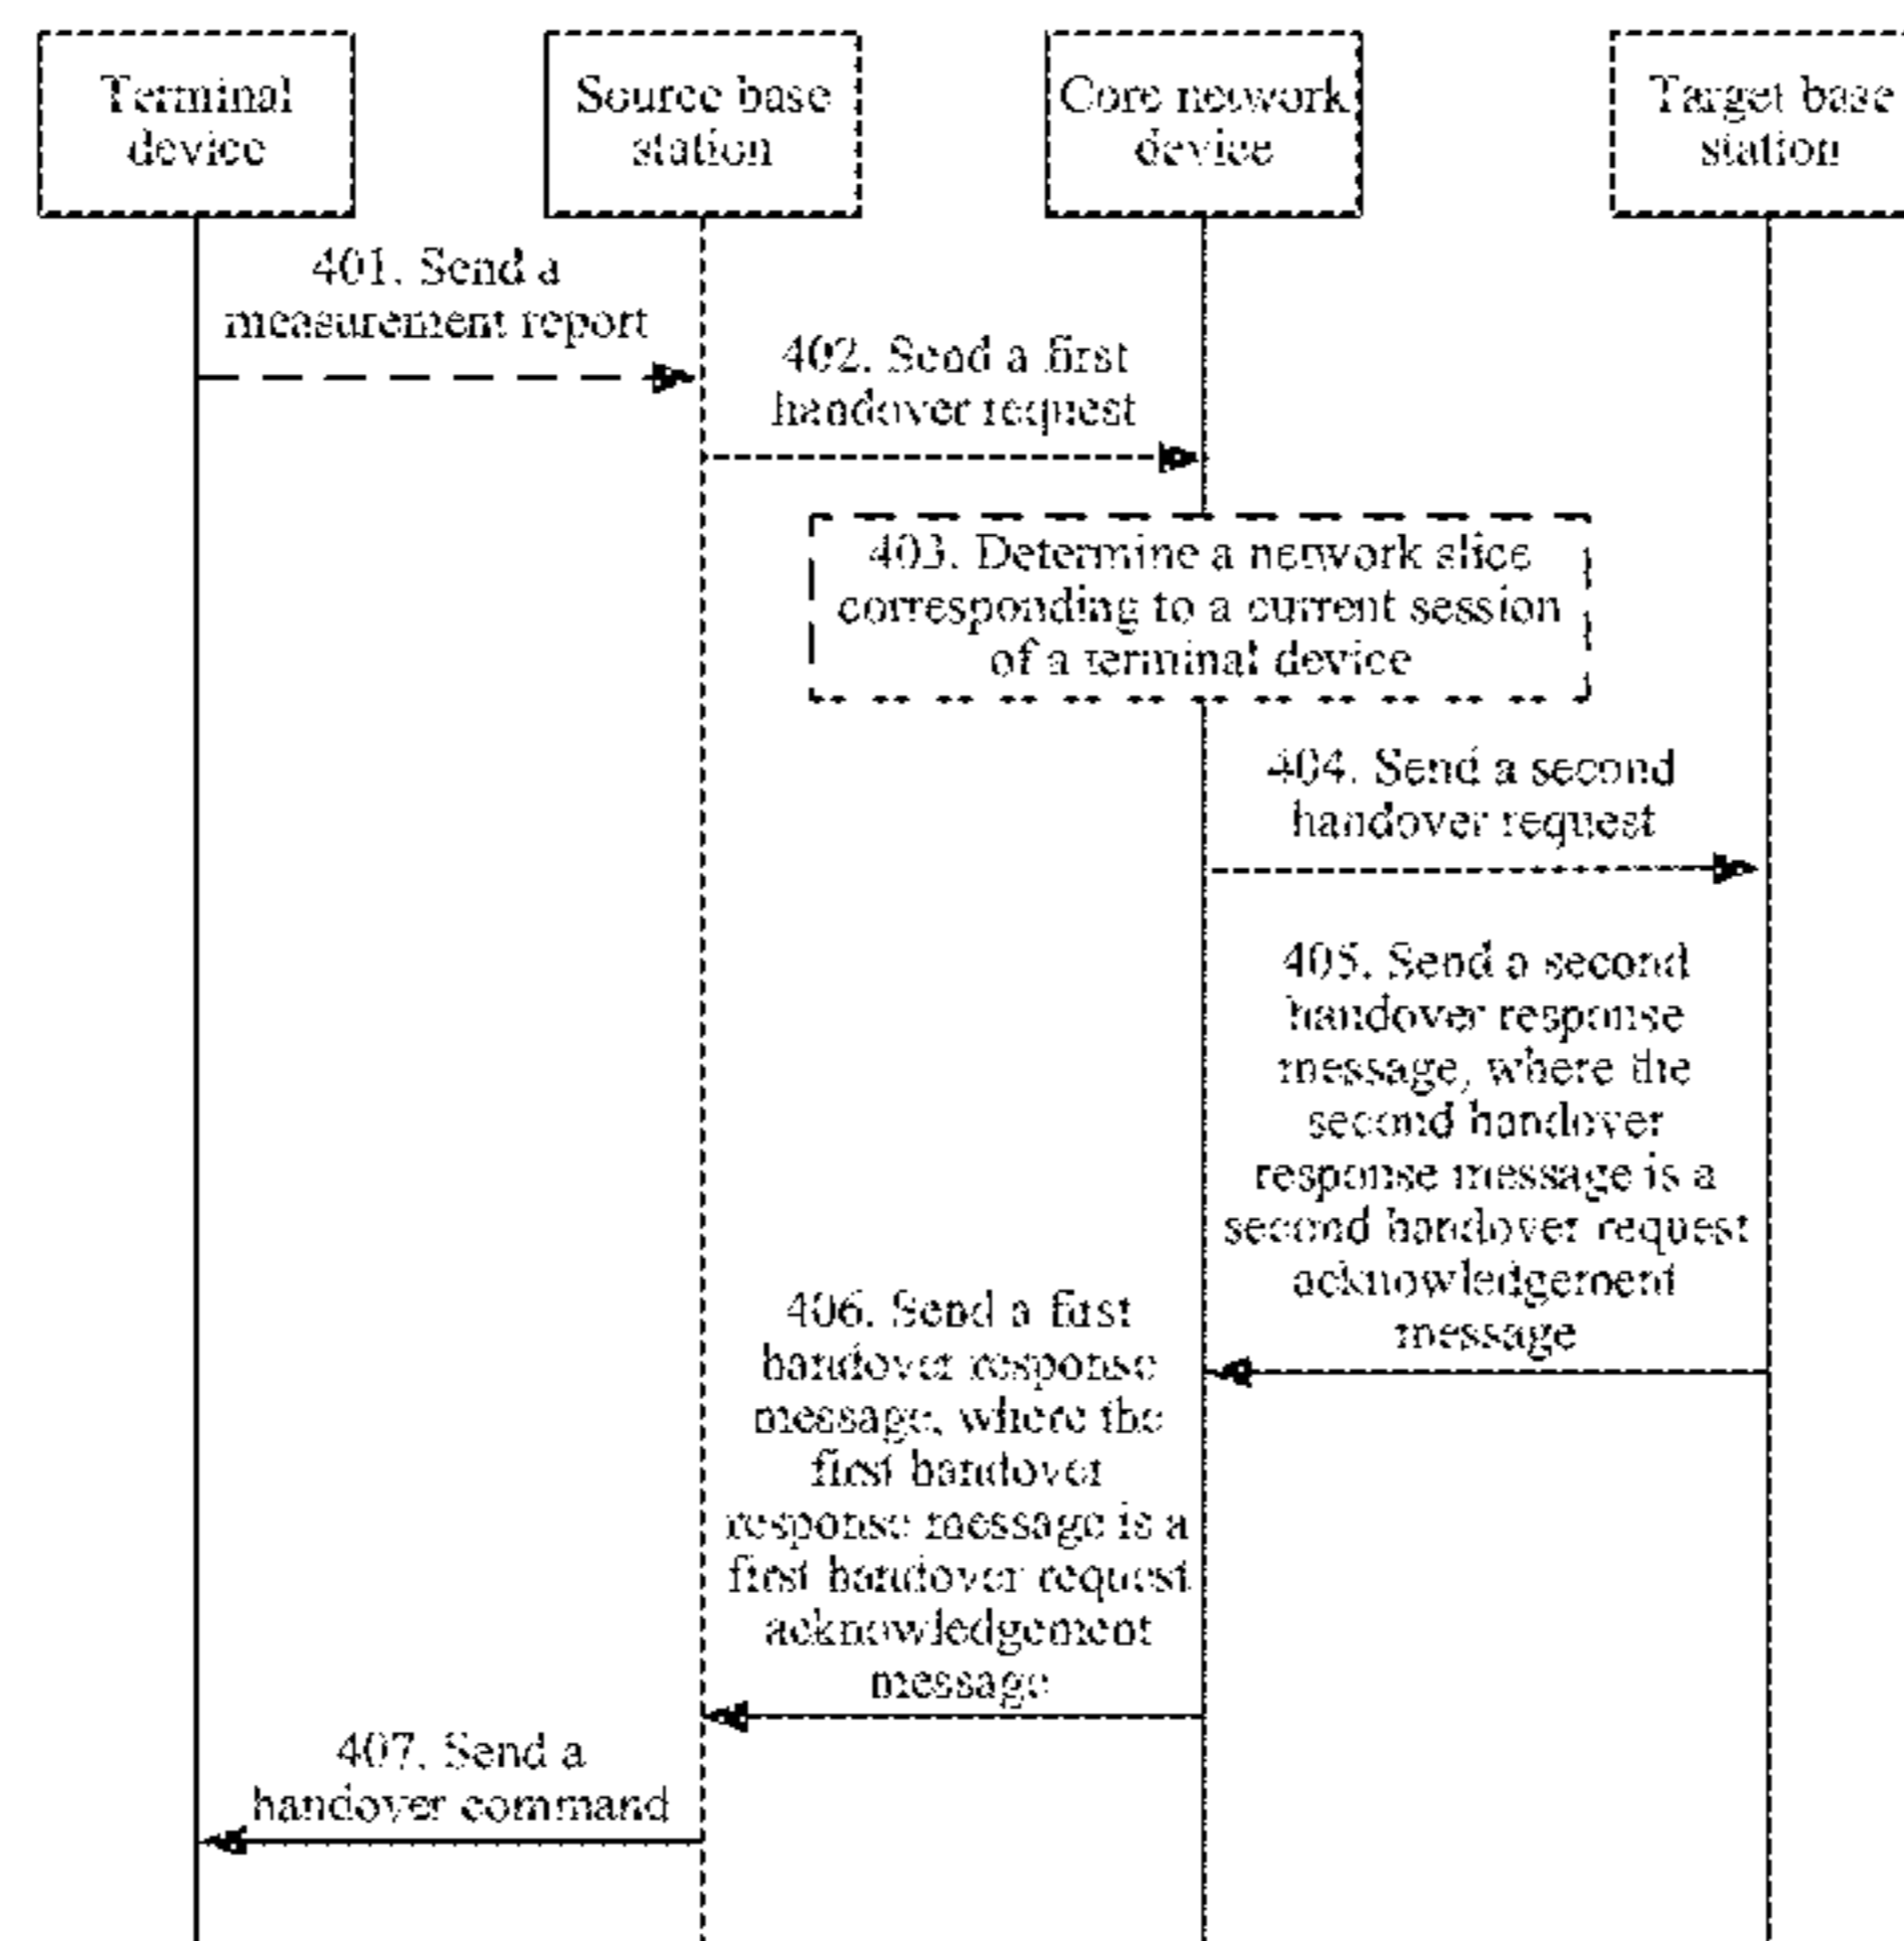 Terminal
device
Source base
station
Core network
device
Target base
station
401. Send a
measurement report
402. Send a first
handover request
403. Determine a network slice
corresponding to a current session
of a terminal device
404. Send a second
handover request
405. Send a second
handover response
message, where the
second handover
response message is a
second handover request
acknowledgement
message
406. Send a first
handover response
message, where the
first handover
response message is a
first handover request
acknowledgement
message
407. Send a
handover command